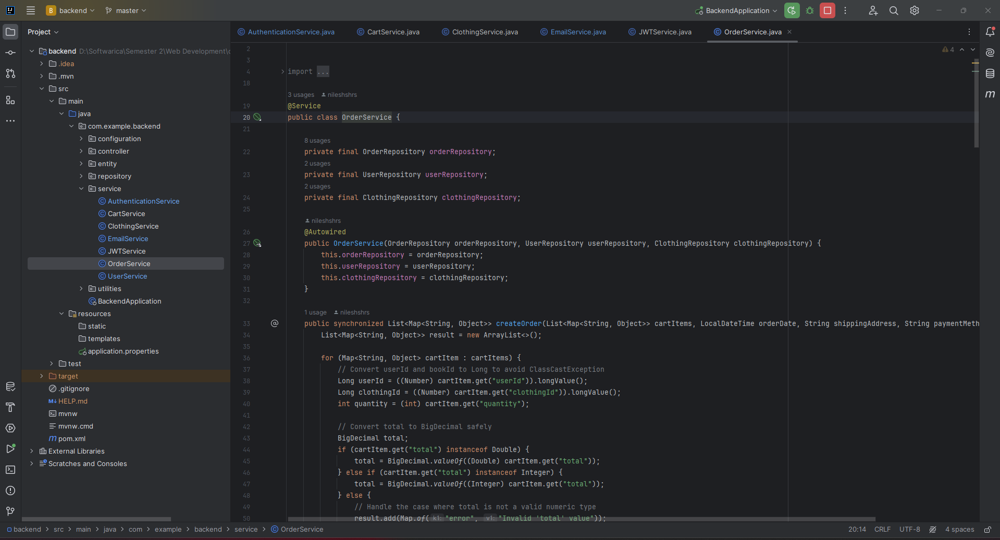 B backend master BackendApplication
Project
AuthenticationService.java CartService.java ClothingService.java EmailService.java JWTService.java OrderService.java
backend D:\Softwarica\Semester 2\Web Development\c
.idea
.mvn
src
main
java
com.example.backend
configuration
controller
entity
repository
service
AuthenticationService
CartService
ClothingService
EmailService
JWTService
OrderService
UserService
utilities
BackendApplication
resources
static
templates
application.properties
test
target
.gitignore
HELP.md
mvnw
mvnw.cmd
pom.xml
External Libraries
Scratches and Consoles
4
2
3
4 import ...
18
3 usages nileshshrs
19 @Service
20 public class OrderService {
21
8 usages
22 private final OrderRepository orderRepository;
2 usages
23 private final UserRepository userRepository;
2 usages
24 private final ClothingRepository clothingRepository;
25
nileshshrs
26 @Autowired
27 public OrderService(OrderRepository orderRepository, UserRepository userRepository, ClothingRepository clothingRepository) {
28 this.orderRepository = orderRepository;
29 this.userRepository = userRepository;
30 this.clothingRepository = clothingRepository;
31 }
32
1 usage nileshshrs
33 @ public synchronized List<Map<String, Object>> createOrder(List<Map<String, Object>> cartItems, LocalDateTime orderDate, String shippingAddress, String paymentMeth
34 List<Map<String, Object>> result = new ArrayList<>();
35
36 for (Map<String, Object> cartItem : cartItems) {
37 // Convert userId and bookId to Long to avoid ClassCastException
38 Long userId = ((Number) cartItem.get("userId")).longValue();
39 Long clothingId = ((Number) cartItem.get("clothingId")).longValue();
40 int quantity = (int) cartItem.get("quantity");
41
42 // Convert total to BigDecimal safely
43 BigDecimal total;
44 if (cartItem.get("total") instanceof Double) {
45 total = BigDecimal.valueOf((Double) cartItem.get("total"));
46 } else if (cartItem.get("total") instanceof Integer) {
47 total = BigDecimal.valueOf((Integer) cartItem.get("total"));
48 } else {
49 // Handle the case where total is not a valid numeric type
50 result.add(Map.of( k1: "error", v1: "Invalid 'total' value"));
backend > src > main > java > com > example > backend > service > OrderService 20:14 CRLF UTF-8 4 spaces